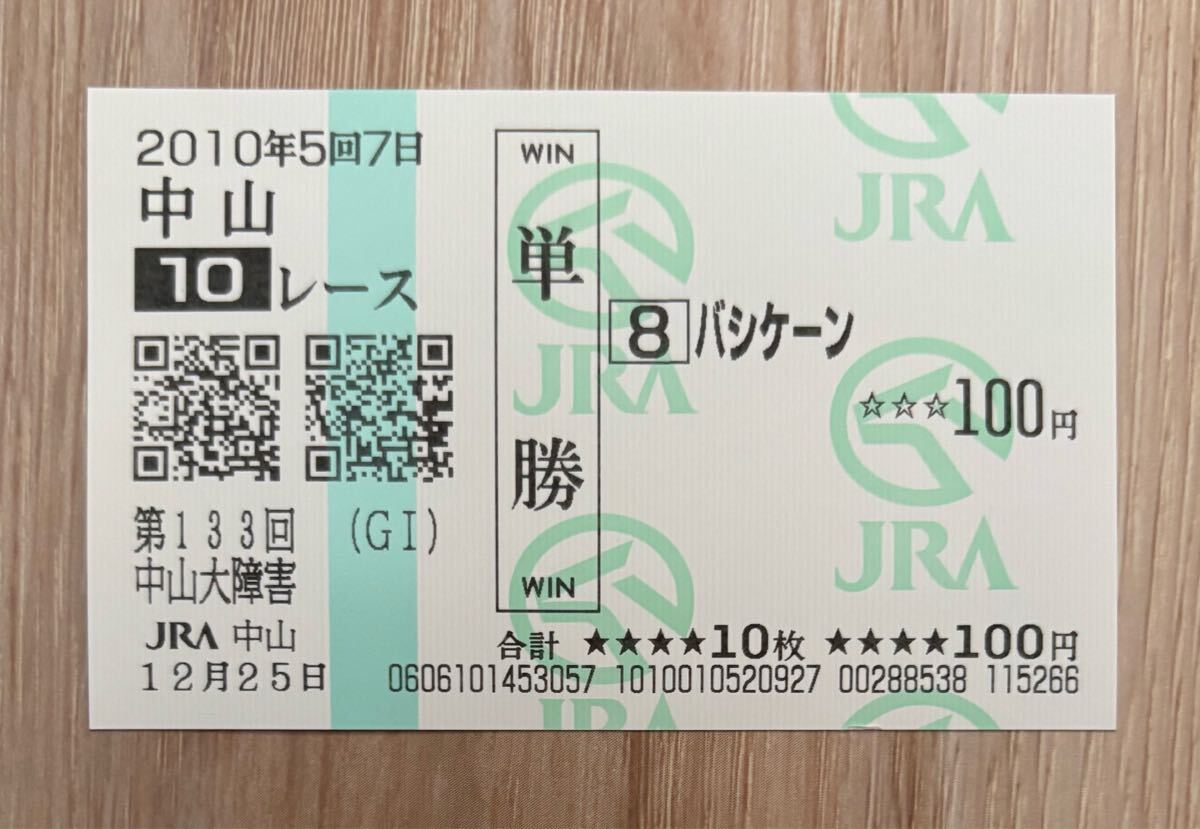 2010年5回7日
中山
10レース
第133回 (GI)
中山大障害
JRA 中山
12月25日
WIN
単勝
WIN
8 バシケーン
☆☆☆100円
合計 ★★★★10枚 ★★★★100円
0606101453057 1010010520927 00288538 115266
JRA
JRA
JRA
JRA
JRA